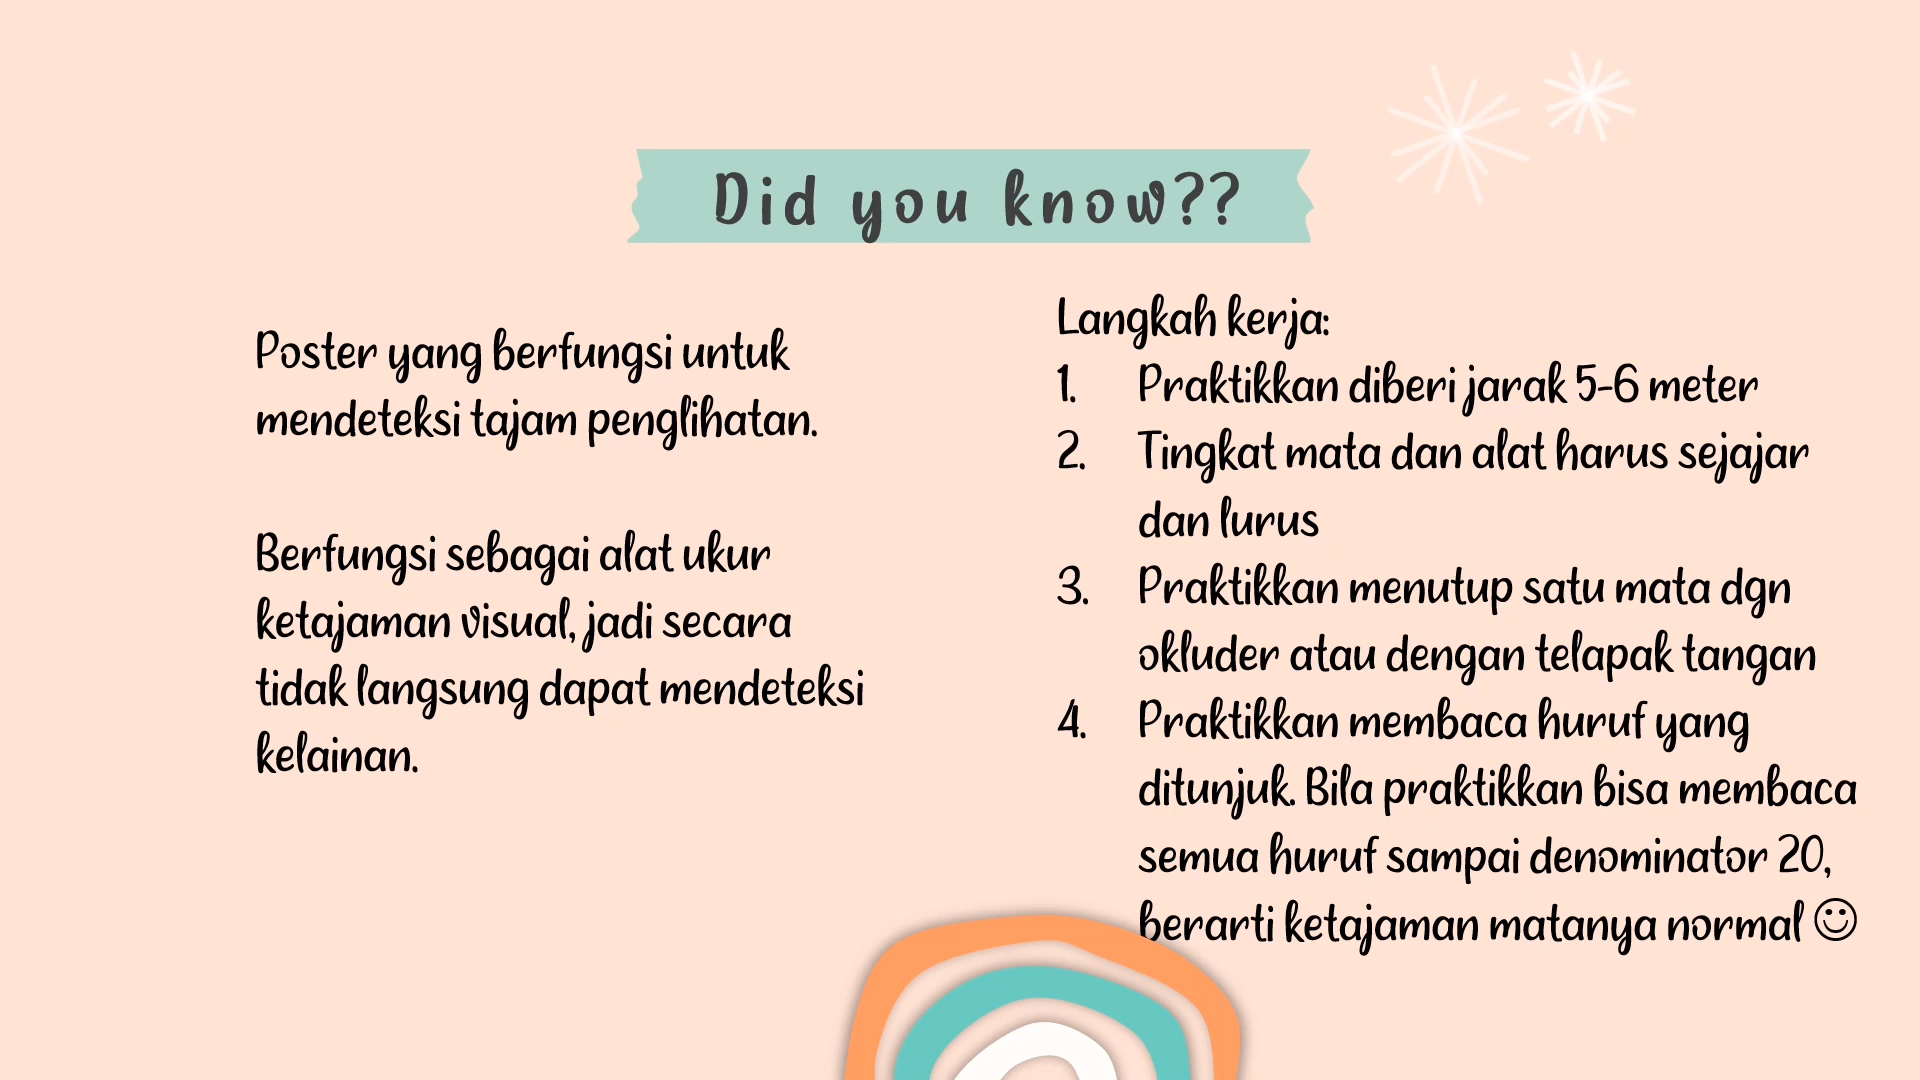 Did you know??
Poster yang berfungsi untuk
mendeteksi tajam penglihatan.
Berfungsi sebagai alat ukur
ketajaman visual, jadi secara
tidak langsung dapat mendeteksi
kelainan.
Langkah kerja:
1. Praktikkan diberi jarak 5-6 meter
2. Tingkat mata dan alat harus sejajar
dan lurus
3. Praktikkan menutup satu mata dgn
okluder atau dengan telapak tangan
4. Praktikkan membaca huruf yang
ditunjuk. Bila praktikkan bisa membaca
semua huruf sampai denominator 20,
berarti ketajaman matanya normal ☺